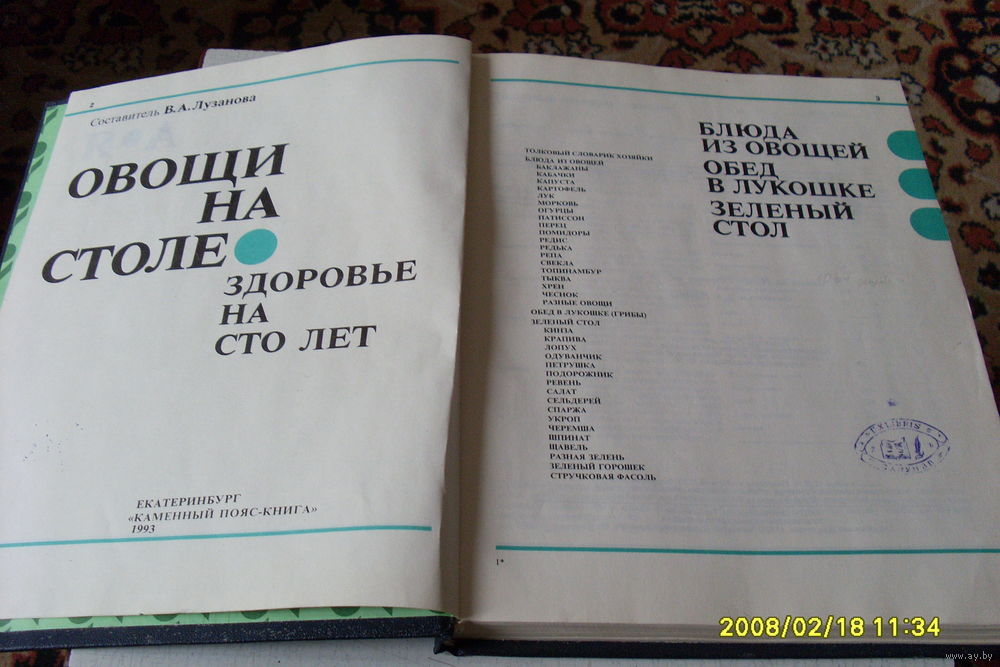 2
Составитель В.А.Лузанова
ОВОЩИ
НА
СТОЛЕ
ЗДОРОВЬЕ
НА
СТО ЛЕТ
ЕКАТЕРИНБУРГ
«КАМЕННЫЙ ПОЯС-КНИГА»
1993
3
БЛЮДА
ИЗ ОВОЩЕЙ
ОБЕД
В ЛУКОШКЕ
ЗЕЛЕНЫЙ
СТОЛ
ТОЛКОВЫЙ СЛОВАРИК ХОЗЯЙКИ
БЛЮДА ИЗ ОВОЩЕЙ
БАКЛАЖАНЫ
КАБАЧКИ
КАПУСТА
КАРТОФЕЛЬ
ЛУК
МОРКОВЬ
ОГУРЦЫ
ПАТИССОН
ПЕРЕЦ
ПОМИДОРЫ
РЕДИС
РЕДЬКА
РЕПА
СВЕКЛА
ТОПИНАМБУР
ТЫКВА
ХРЕН
ЧЕСНОК
РАЗНЫЕ ОВОЩИ
ОБЕД В ЛУКОШКЕ (ГРИБЫ)
ЗЕЛЕНЫЙ СТОЛ
КИНЗА
КРАПИВА
ЛОПУХ
ОДУВАНЧИК
ПЕТРУШКА
ПОДОРОЖНИК
РЕВЕНЬ
САЛАТ
СЕЛЬДЕРЕЙ
СПАРЖА
УКРОП
ЧЕРЕМША
ШПИНАТ
ЩАВЕЛЬ
РАЗНАЯ ЗЕЛЕНЬ
ЗЕЛЕНЫЙ ГОРОШЕК
СТРУЧКОВАЯ ФАСОЛЬ
EXLIBRIS
1*
2008/02/18 11:34
www.ay.by